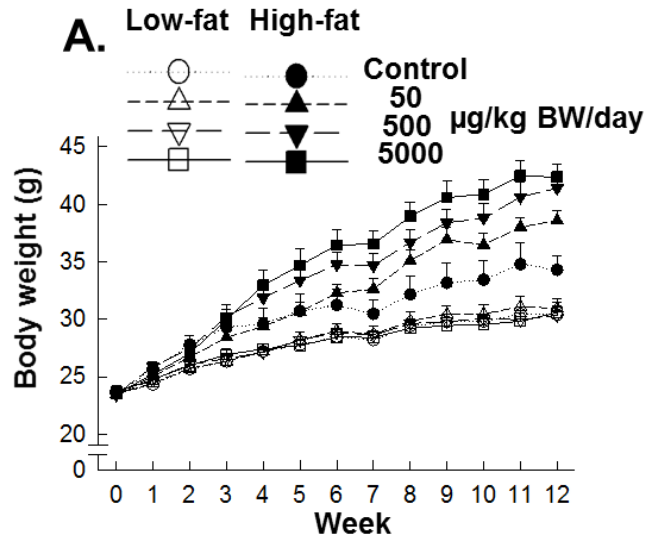 A. Low-fat High-fat
Control
50
500 µg/kg BW/day
5000
Body weight (g)
45
40
35
30
25
20
0
0 1 2 3 4 5 6 7 8 9 10 11 12
Week